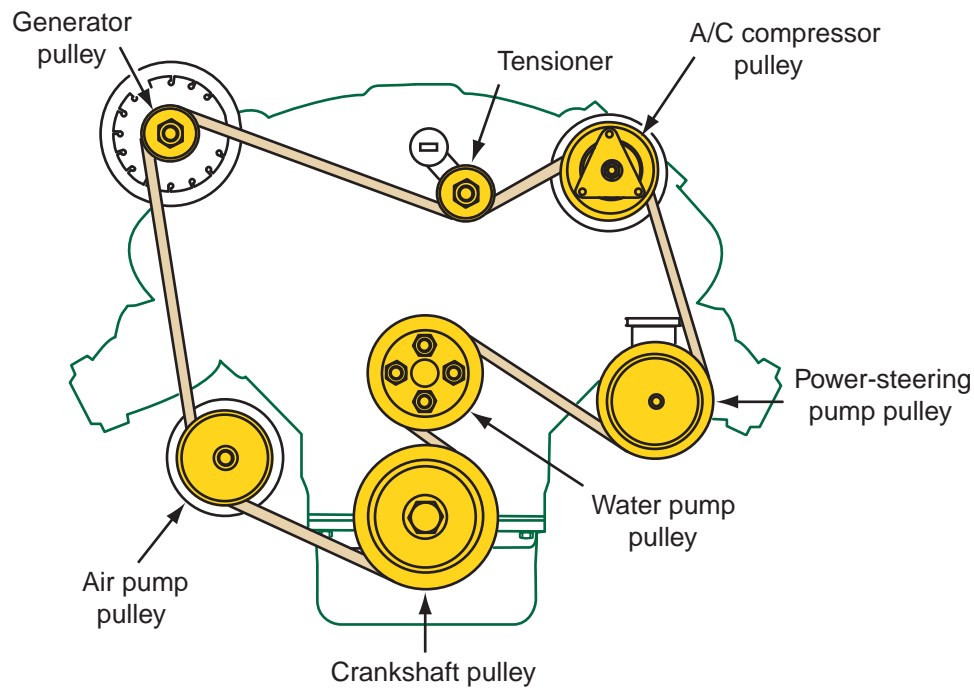 Generator
pulley
A/C compressor
pulley
Tensioner
Power-steering
pump pulley
Water pump
pulley
Air pump
pulley
Crankshaft pulley